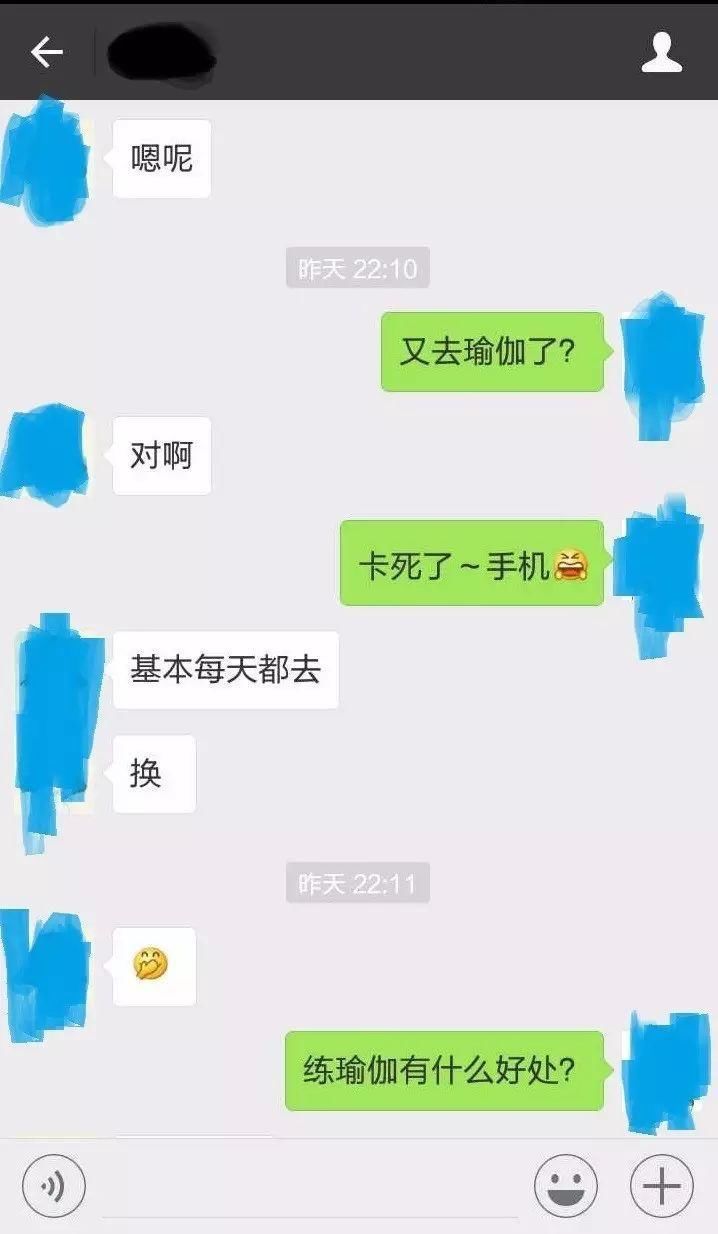 嗯呢
昨天 22:10
又去瑜伽了?
对啊
卡死了~手机😫
基本每天都去
换
昨天 22:11
🤭
练瑜伽有什么好处?